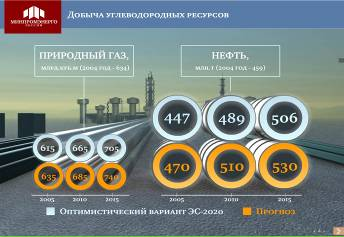 МИНПРОМЭНЕРГО
РОССИИ
ДОБЫЧА УГЛЕВОДОРОДНЫХ РЕСУРСОВ
ПРИРОДНЫЙ ГАЗ,
МЛРД. КУБ. М (2004 ГОД - 634)
НЕФТЬ,
МЛН. Т (2004 ГОД - 459)
447 489 506
615 665 705
470 510 530
635 685 740
2005 2010 2015
2005 2010 2015
Оптимистический вариант ЭС-2020
Прогноз